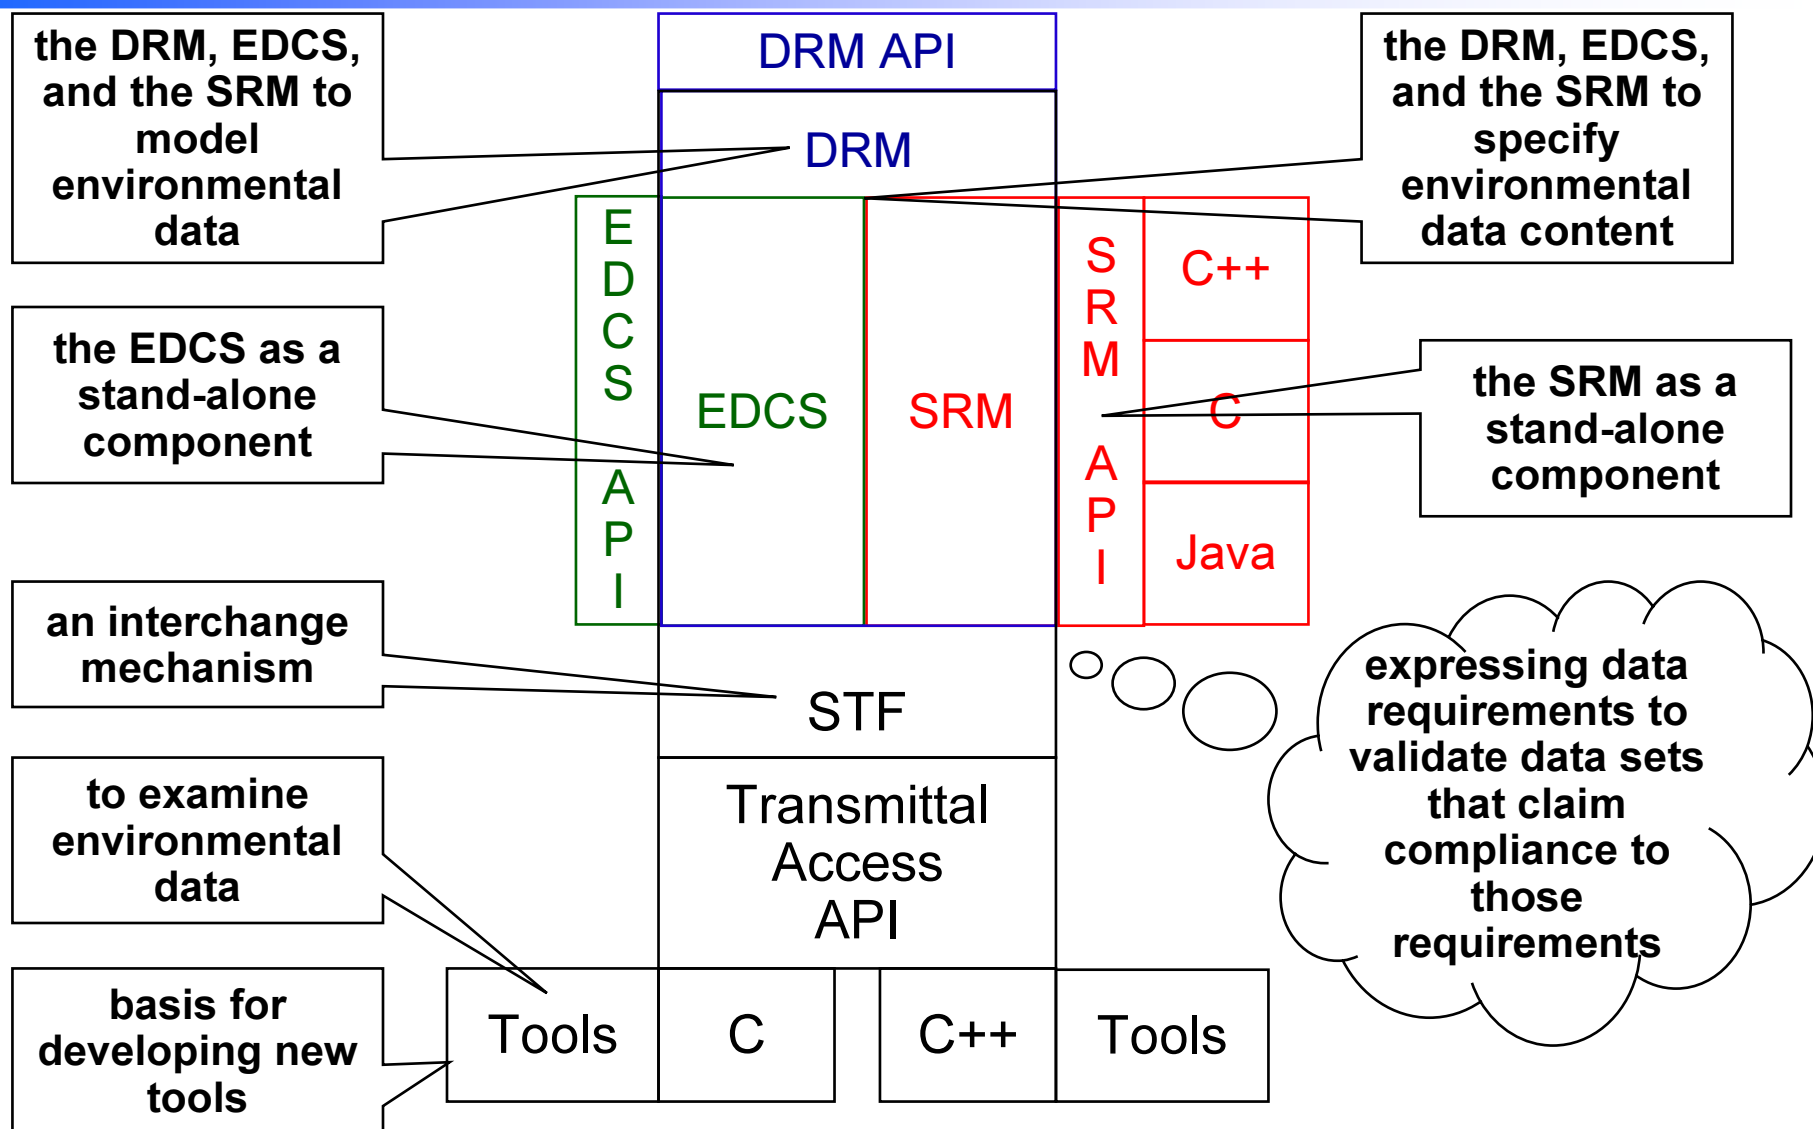 the DRM, EDCS,
and the SRM to
model
environmental
data
DRM API
DRM
the DRM, EDCS,
and the SRM to
specify
environmental
data content
the EDCS as a
stand-alone
component
E
D
C
S
A
P
I
EDCS
SRM
S
R
M
A
P
I
C++
C
Java
the SRM as a
stand-alone
component
an interchange
mechanism
STF
expressing data
requirements to
validate data sets
that claim
compliance to
those
requirements
to examine
environmental
data
Transmittal
Access
API
basis for
developing new
tools
Tools
C
C++
Tools